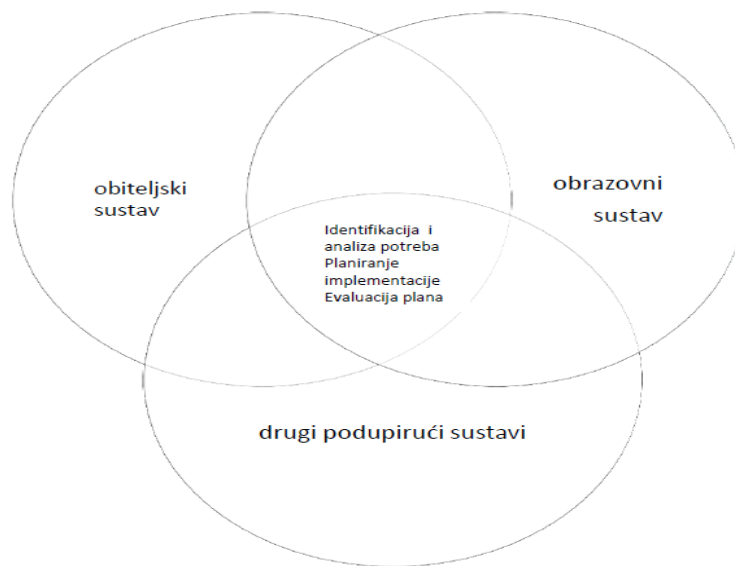 obiteljski
sustav
obrazovni
sustav
Identifikacija i
analiza potreba
Planiranje
implementacije
Evaluacija plana
drugi podupirući sustavi